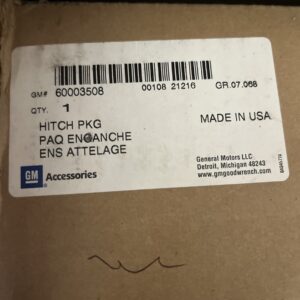 GM# 60003508 00108 21216 GR.07.068
QTY. 1
HITCH PKG MADE IN USA
PAQ ENGANCHE
ENS ATTELAGE
GM Accessories
General Motors LLC.
Detroit, Michigan 48243
www.gmgoodwrench.com